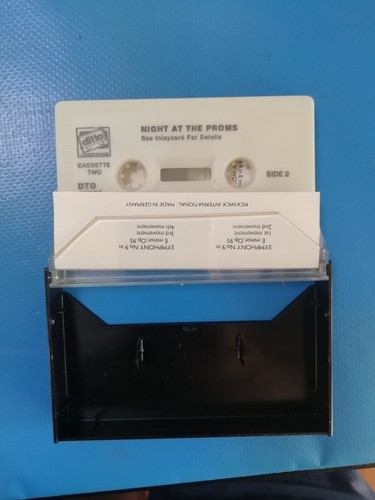 NIGHT AT THE PROMS
See Inlaycard For Details
ditto
CASSETTE
TWO
DTO
SIDE 2
PICKWICK INTERNATIONAL MADE IN GERMANY
SYMPHONY No.9 in
E minor.Op.95
1st movement
2nd movement
SYMPHONY No.9 in
E minor.Op.95
3rd movement
4th movement